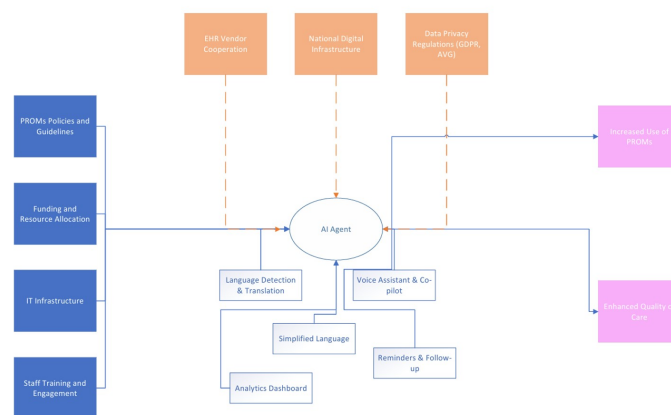 EHR Vendor
Cooperation
National Digital
Infrastructure
Data Privacy
Regulations (GDPR,
AVG)
PROMs Policies and
Guidelines
Increased Use of
PROMs
Funding and
Resource Allocation
AI Agent
Language Detection
& Translation
Voice Assistant & Co-
pilot
IT Infrastructure
Enhanced Quality of
Care
Simplified Language
Reminders & Follow-
up
Staff Training and
Engagement
Analytics Dashboard